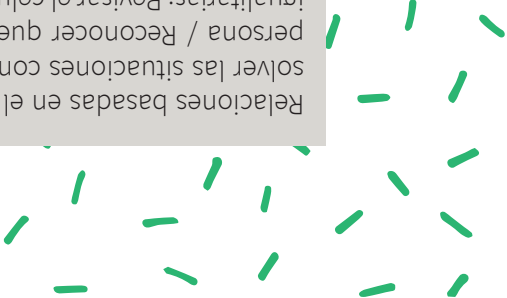 Relaciones basadas en el
solver las situaciones con
persona / Reconocer que
igualitarias: Revisar el